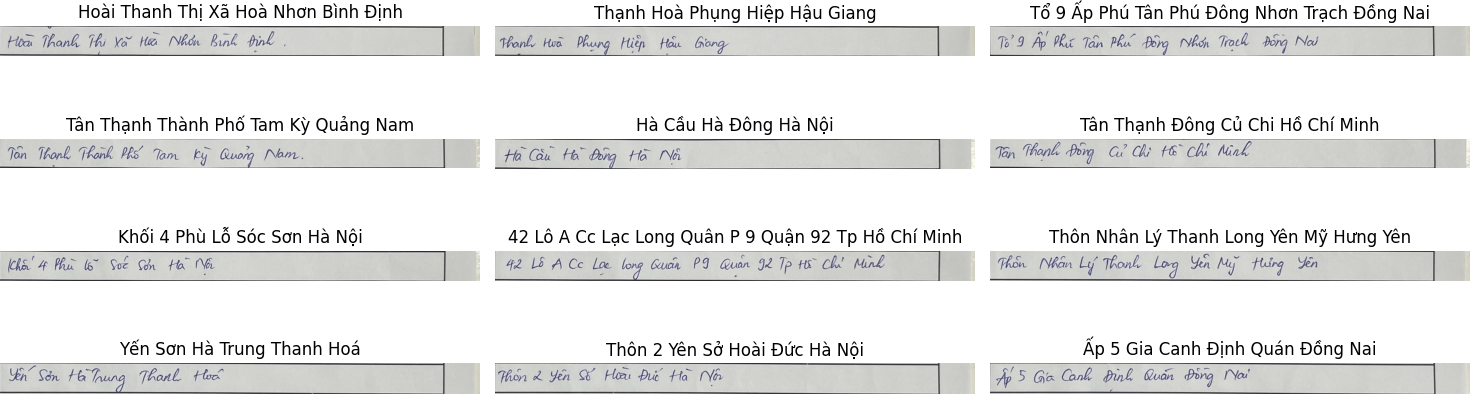 Hoài Thanh Thị Xã Hoà Nhơn Bình Định
Hoài Thanh Thị Xã Hoà Nhơn Bình Định .
Thạnh Hoà Phụng Hiệp Hậu Giang
Thạnh Hoà Phụng Hiệp Hậu Giang
Tổ 9 Ấp Phú Tân Phú Đông Nhơn Trạch Đồng Nai
Tổ 9 Ấp Phú Tân Phú Đông Nhơn Trạch Đồng Nai
Tân Thạnh Thành Phố Tam Kỳ Quảng Nam
Tân Thạnh Thành Phố Tam Kỳ Quảng Nam.
Hà Cầu Hà Đông Hà Nội
Hà Cầu Hà Đông Hà Nội
Tân Thạnh Đông Củ Chi Hồ Chí Minh
Tân Thạnh Đông Củ Chi Hồ Chí Minh
Khối 4 Phù Lỗ Sóc Sơn Hà Nội
Khối 4 Phù Lỗ Sóc Sơn Hà Nội
42 Lô A Cc Lạc Long Quân P 9 Quận 92 Tp Hồ Chí Minh
42 Lô A Cc Lạc Long Quân P9 Quận 92 Tp Hồ Chí Minh
Thôn Nhân Lý Thanh Long Yên Mỹ Hưng Yên
Thôn Nhân Lý Thanh Long Yên Mỹ Hưng Yên
Yến Sơn Hà Trung Thanh Hoá
Yến Sơn Hà Trung Thanh Hoá
Thôn 2 Yên Sở Hoài Đức Hà Nội
Thôn 2 Yên Sở Hoài Đức Hà Nội
Ấp 5 Gia Canh Định Quán Đồng Nai
Ấp 5 Gia Canh Định Quán Đồng Nai